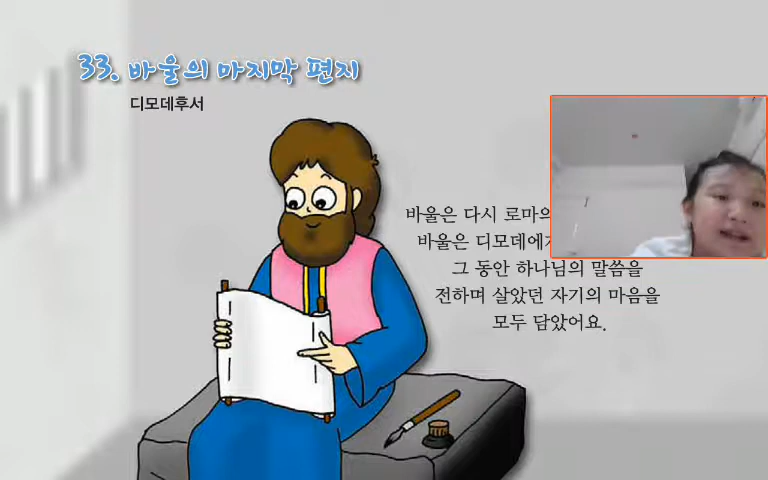 33. 바울의 마지막 편지
디모데후서
바울은 다시 로마의
바울은 디모데에게
그 동안 하나님의 말씀을
전하며 살았던 자기의 마음을
모두 담았어요.